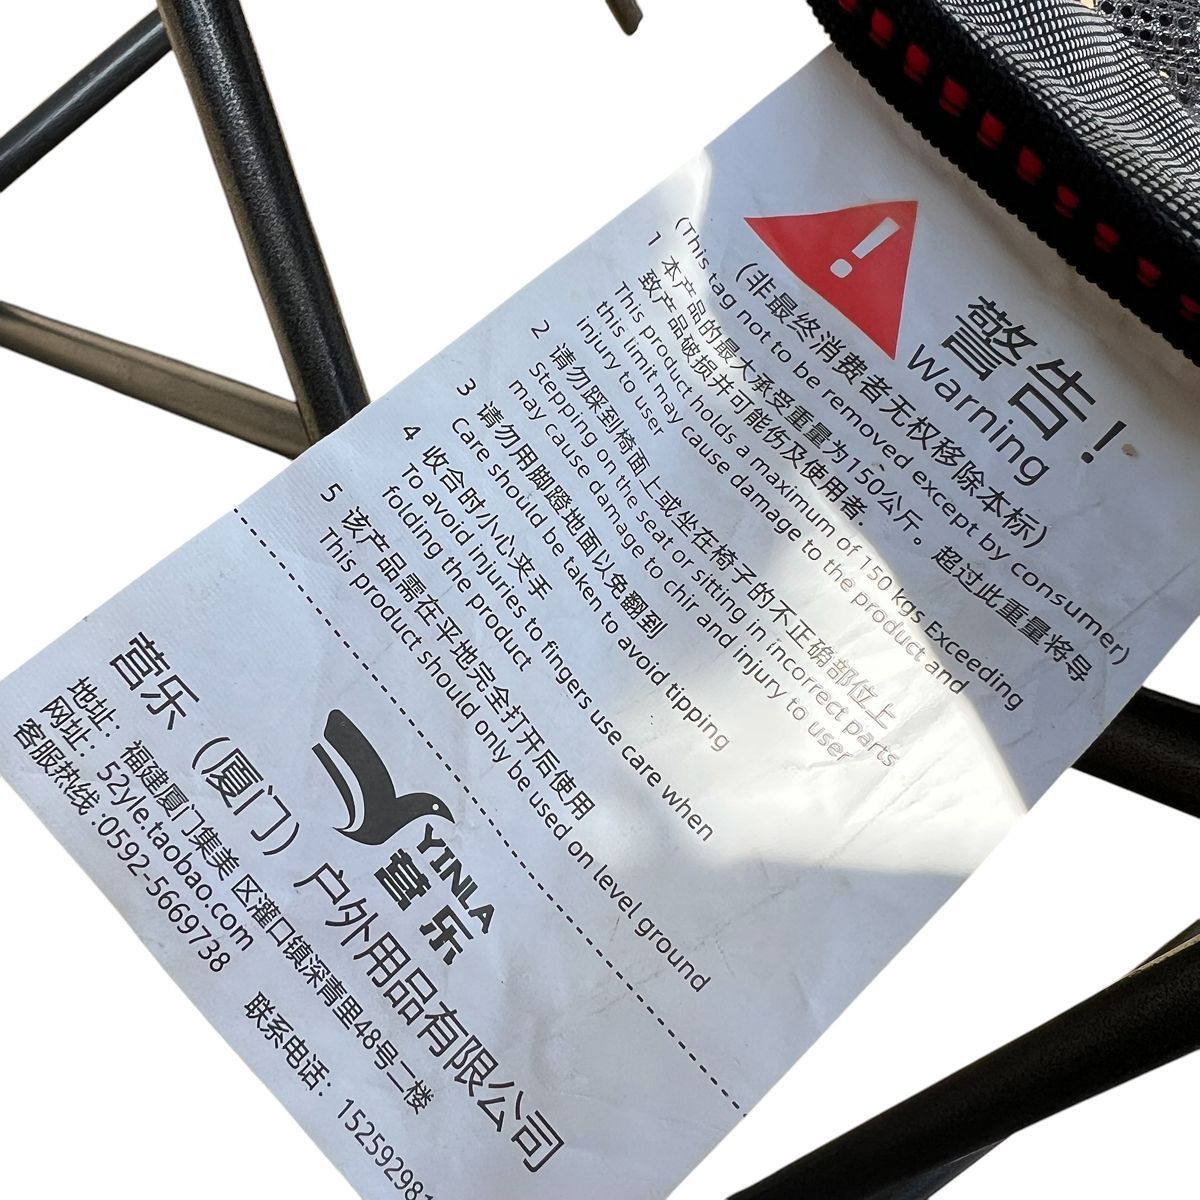 警告！
Warning
(非最终消费者无权移除本标)
(This tag not to be removed except by consumer)
1 本产品的最大承受重量为150公斤。超过此重量将导
致产品破损并可能伤及使用者.
This product holds a maximum of 150 kgs Exceeding
this limit may cause damage to the product and
injury to user
2 请勿踩到椅面上或坐在椅子的不正确部位上
Stepping on the seat or sitting in incorrect parts
may cause damage to chir and injury to user
3 请勿用脚蹬地面以免翻到
Care should be taken to avoid tipping
4 收合时小心夹手
To avoid injuries to fingers use care when
folding the product
5 该产品需在平地完全打开后使用
This product should only be used on level ground
YINLA
营乐
营乐（厦门）户外用品有限公司
地址：福建厦门集美区灌口镇深青里48号二楼
网址：52yle.taobao.com
客服热线:0592-5669738 联系电话：15259298